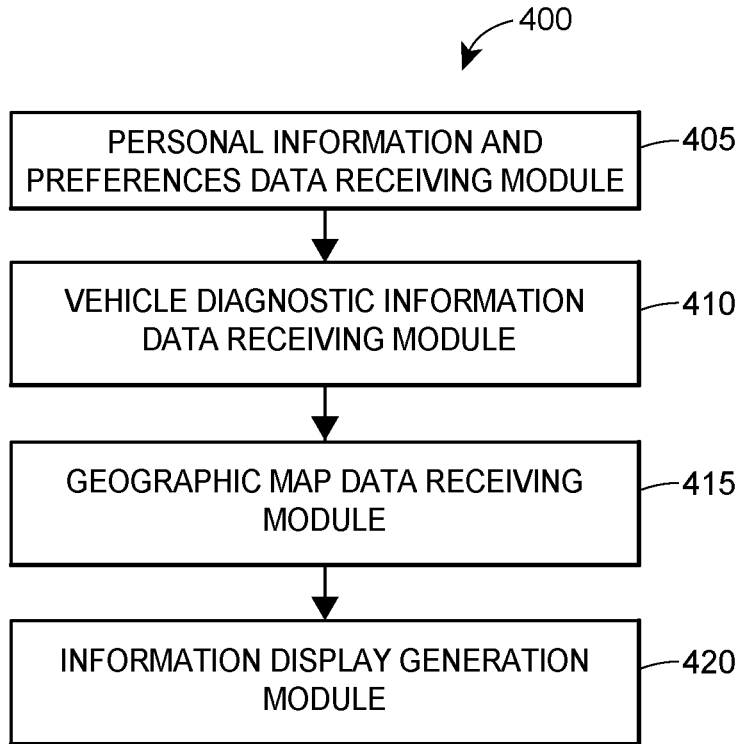 400
PERSONAL INFORMATION AND
PREFERENCES DATA RECEIVING MODULE
405
VEHICLE DIAGNOSTIC INFORMATION
DATA RECEIVING MODULE
410
GEOGRAPHIC MAP DATA RECEIVING
MODULE
415
INFORMATION DISPLAY GENERATION
MODULE
420